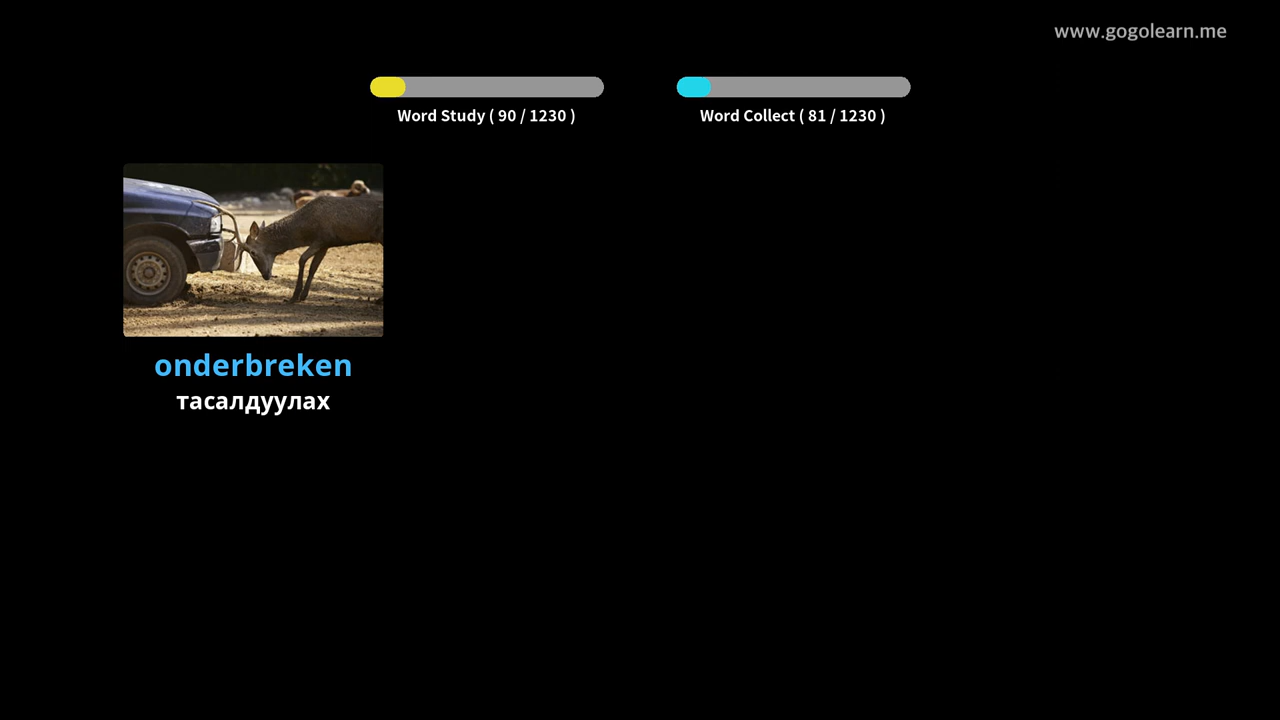 www.gogolearn.me
Word Study ( 90 / 1230 )
Word Collect ( 81 / 1230 )
onderbreken
тасалдуулах